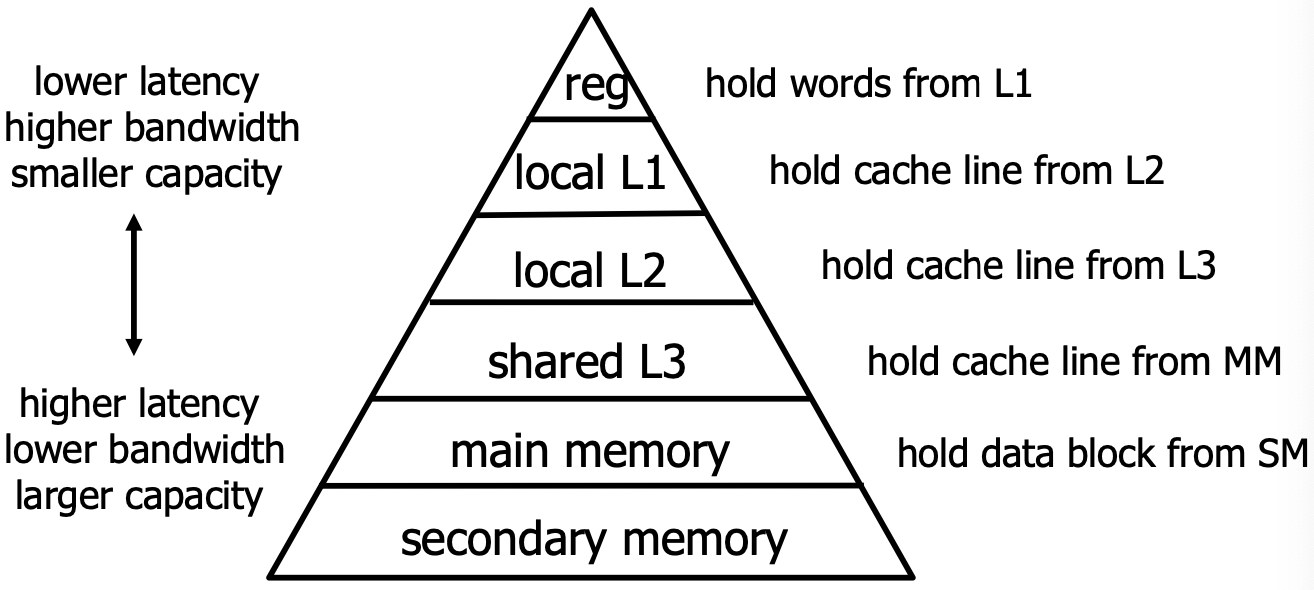 lower latency
higher bandwidth
smaller capacity
higher latency
lower bandwidth
larger capacity
reg
local L1
local L2
shared L3
main memory
secondary memory
hold words from L1
hold cache line from L2
hold cache line from L3
hold cache line from MM
hold data block from SM